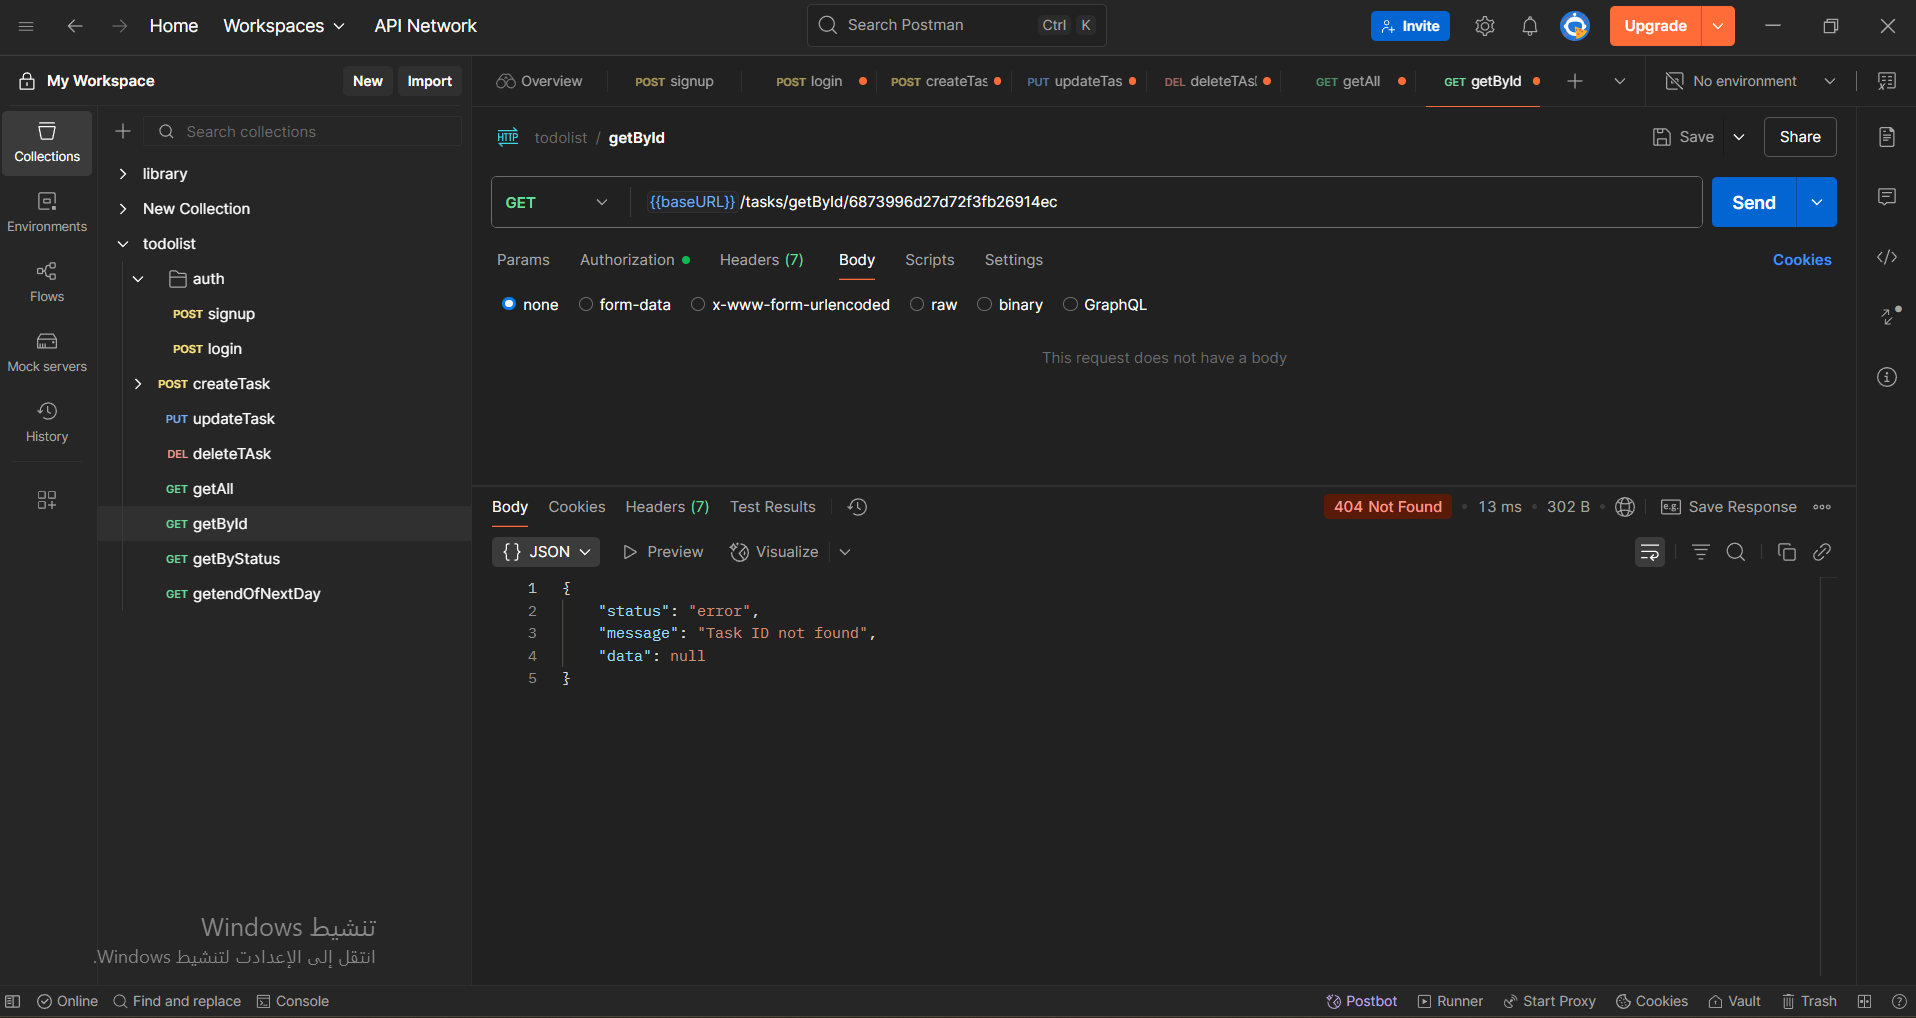 Home Workspaces API Network Search Postman Ctrl K Invite Upgrade
My Workspace New Import
Overview POST signup POST login POST createTas PUT updateTas DEL deleteTAsl GET getAll GET getById No environment
Collections
Environments
Flows
Mock servers
History
Search collections
library
New Collection
todolist
auth
POST signup
POST login
POST createTask
PUT updateTask
DEL deleteTAsk
GET getAll
GET getById
GET getByStatus
GET getendOfNextDay
HTTP todolist / getById Save Share
GET {{baseURL}} /tasks/getById/6873996d27d72f3fb26914ec Send
Params Authorization Headers (7) Body Scripts Settings Cookies
none form-data x-www-form-urlencoded raw binary GraphQL
This request does not have a body
Body Cookies Headers (7) Test Results 404 Not Found 13 ms 302 B e.g. Save Response
{} JSON Preview Visualize
1 {
2 "status": "error",
3 "message": "Task ID not found",
4 "data": null
5 }
تنشيط Windows
انتقل إلى الإعدادت لتنشيط Windows.
Online Find and replace Console Postbot Runner Start Proxy Cookies Vault Trash